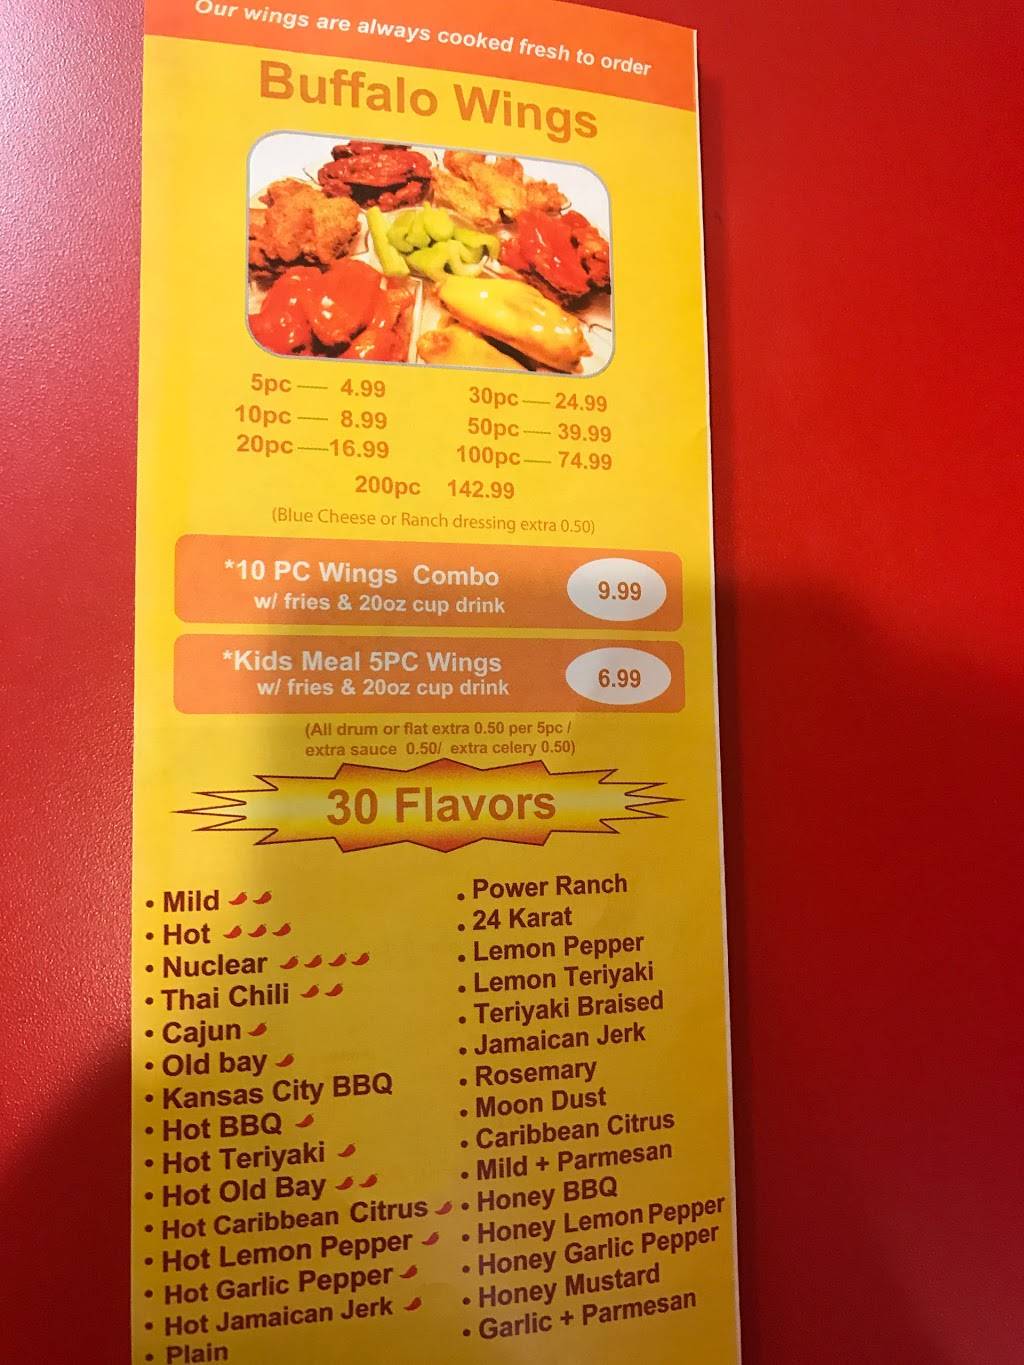 Our wings are always cooked fresh to order
Buffalo Wings
5pc — 4.99
10pc — 8.99
20pc — 16.99
30pc — 24.99
50pc — 39.99
100pc — 74.99
200pc 142.99
(Blue Cheese or Ranch dressing extra 0.50)
*10 PC Wings Combo
w/ fries & 20oz cup drink
9.99
*Kids Meal 5PC Wings
w/ fries & 20oz cup drink
6.99
(All drum or flat extra 0.50 per 5pc /
extra sauce 0.50/ extra celery 0.50)
30 Flavors
• Mild
• Hot
• Nuclear
• Thai Chili
• Cajun
• Old bay
• Kansas City BBQ
• Hot BBQ
• Hot Teriyaki
• Hot Old Bay
• Hot Caribbean Citrus
• Hot Lemon Pepper
• Hot Garlic Pepper
• Hot Jamaican Jerk
• Plain
• Power Ranch
• 24 Karat
• Lemon Pepper
• Lemon Teriyaki
• Teriyaki Braised
• Jamaican Jerk
• Rosemary
• Moon Dust
• Caribbean Citrus
• Mild + Parmesan
• Honey BBQ
• Honey Lemon Pepper
• Honey Garlic Pepper
• Honey Mustard
• Garlic + Parmesan